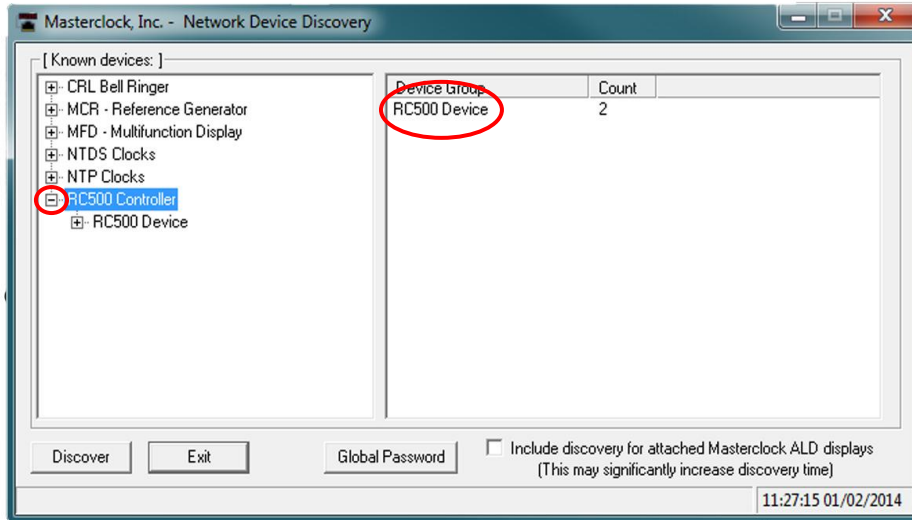 Masterclock, Inc. - Network Device Discovery
[ Known devices: ]
CRL Bell Ringer
MCR - Reference Generator
MFD - Multifunction Display
NTDS Clocks
NTP Clocks
RC500 Controller
RC500 Device
Device Group Count
RC500 Device 2
Discover Exit Global Password
Include discovery for attached Masterclock ALD displays
(This may significantly increase discovery time)
11:27:15 01/02/2014